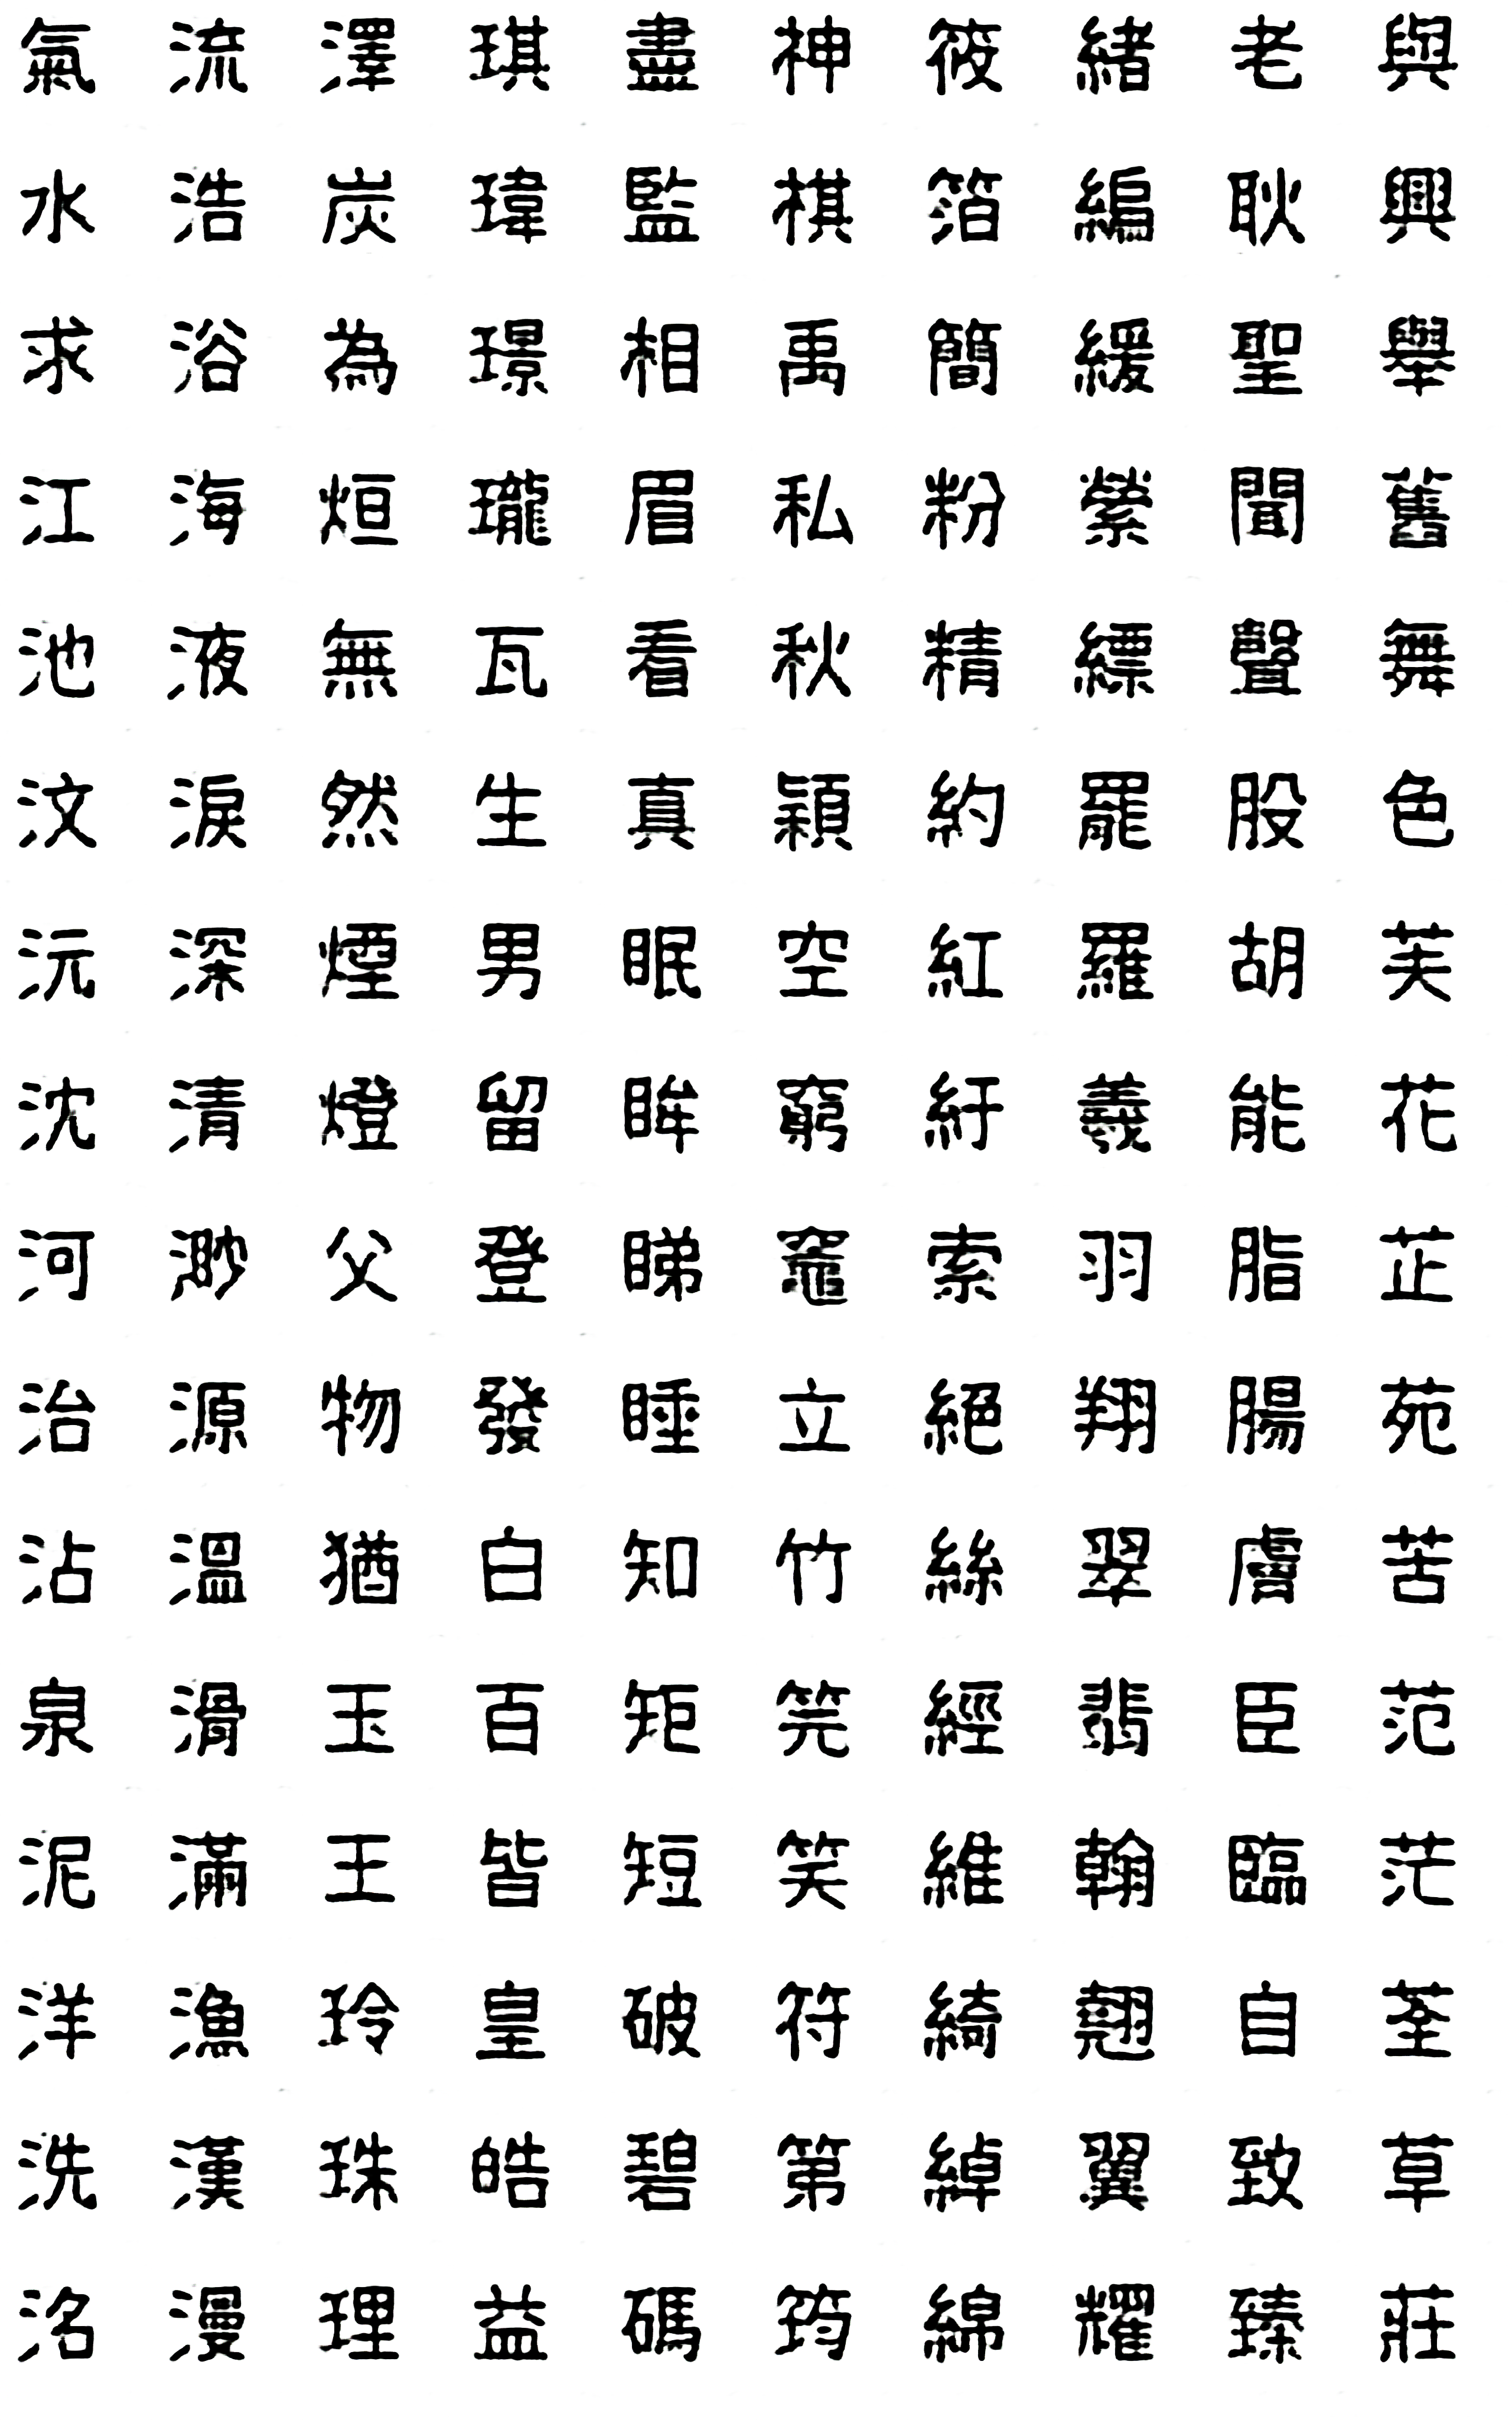 氣流澤琪盡神筱緒老與
水浩炭瑋監祺箔編耿興
求浴為璟相禹簡緩聖舉
江海烜瓏眉私粉縈聞舊
池液無瓦看秋精縹聲舞
汶淚然生真穎約罷股色
沅深煙男眠空紅羅胡芙
沈清燈留眸窮紆羲能花
河渺父登睇竈索羽脂芷
治源物發睡立絕翔腸苑
沾溫猶白知竹絲翠膚苦
泉滑玉百矩笎經翡臣范
泥滿王皆短笑維翰臨茫
洋漁玲皇破符綺翹自荃
洗漢珠皓碧第綽翼致草
洺漫理益碼筠綿耀臻莊